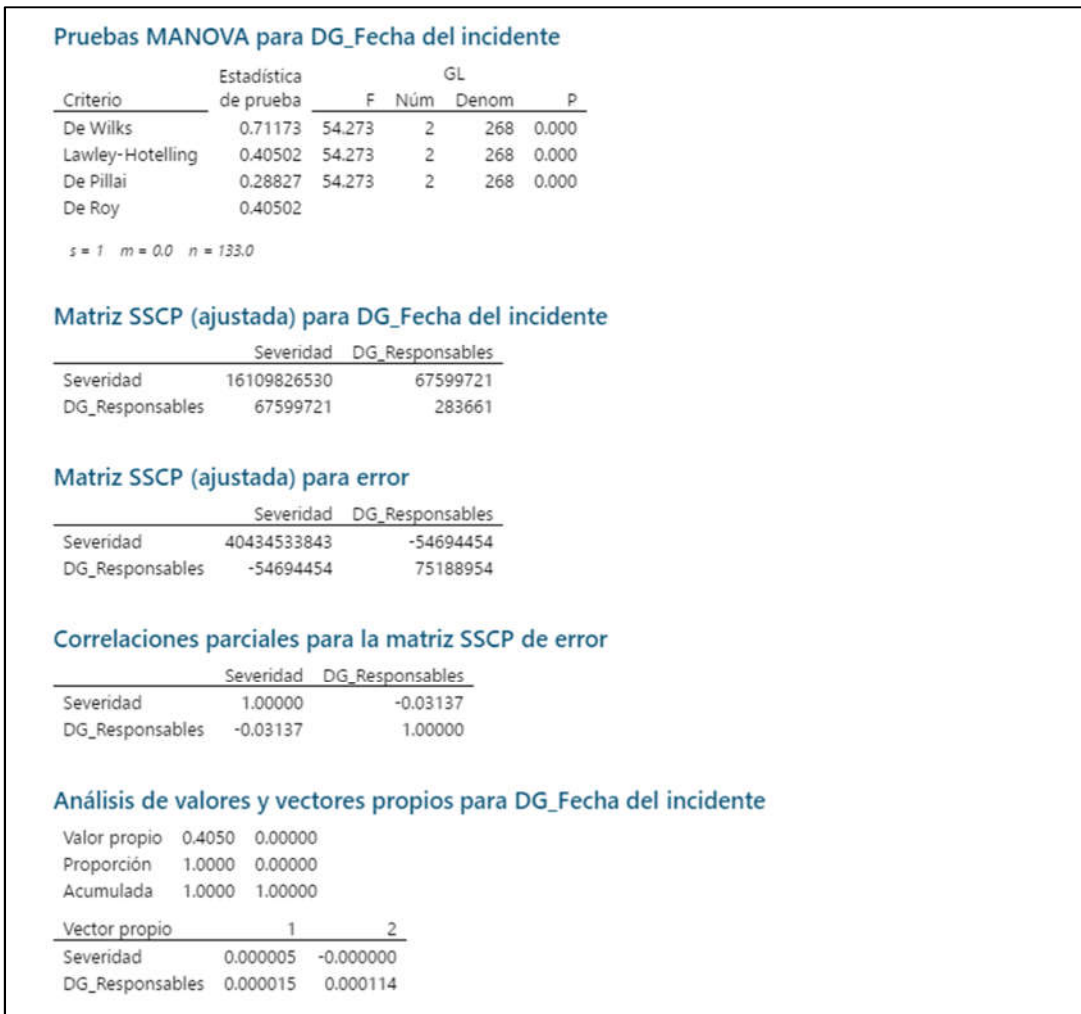 Pruebas MANOVA para DG_Fecha del incidente
Estadística GL
Criterio de prueba F Núm Denom P
De Wilks 0.71173 54.273 2 268 0.000
Lawley-Hotelling 0.40502 54.273 2 268 0.000
De Pillai 0.28827 54.273 2 268 0.000
De Roy 0.40502
s = 1 m = 0.0 n = 133.0
Matriz SSCP (ajustada) para DG_Fecha del incidente
Severidad DG_Responsables
Severidad 16109826530 67599721
DG_Responsables 67599721 283661
Matriz SSCP (ajustada) para error
Severidad DG_Responsables
Severidad 40434533843 -54694454
DG_Responsables -54694454 75188954
Correlaciones parciales para la matriz SSCP de error
Severidad DG_Responsables
Severidad 1.00000 -0.03137
DG_Responsables -0.03137 1.00000
Análisis de valores y vectores propios para DG_Fecha del incidente
Valor propio 0.4050 0.00000
Proporción 1.0000 0.00000
Acumulada 1.0000 1.00000
Vector propio 1 2
Severidad 0.000005 -0.000000
DG_Responsables 0.000015 0.000114